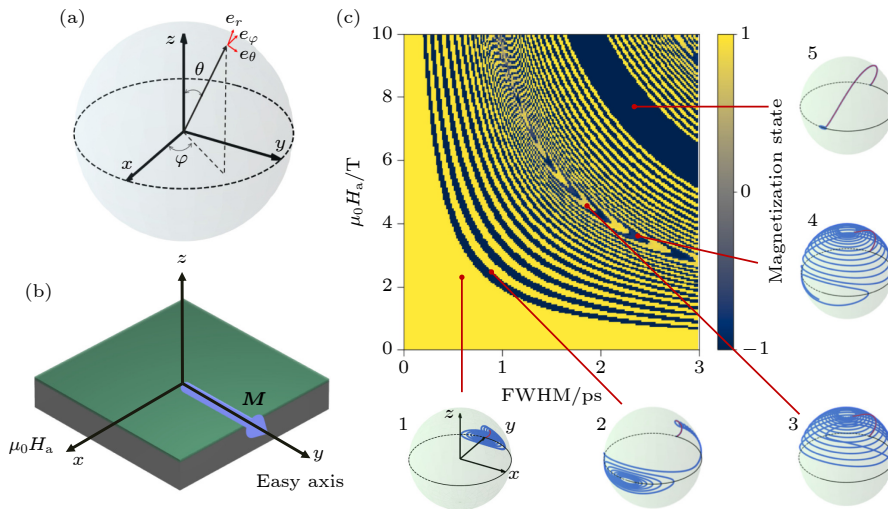 (a)
z
e_r
e_φ
e_θ
θ
x
φ
y
(b)
z
M
μ₀Hₐ
x
y
Easy axis
(c)
10
8
6
4
2
0
μ₀Hₐ/T
0
1
2
3
FWHM/ps
1
0
−1
Magnetization state
5
4
1
z
y
x
2
3